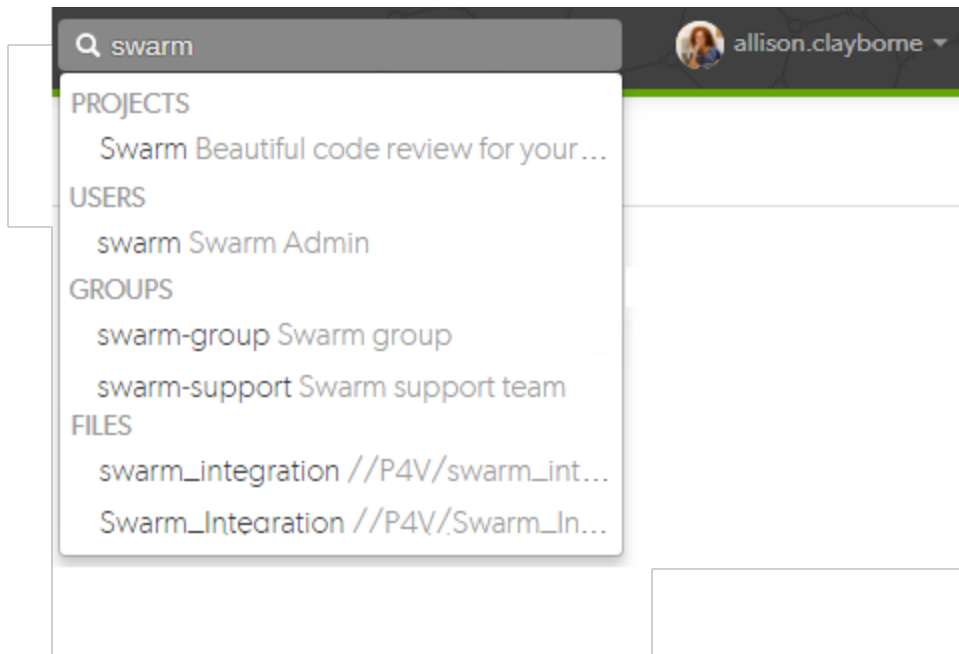 swarm
allison.clayborne
PROJECTS
Swarm Beautiful code review for your...
USERS
swarm Swarm Admin
GROUPS
swarm-group Swarm group
swarm-support Swarm support team
FILES
swarm_integration //P4V/swarm_int...
Swarm_Integration //P4V/Swarm_In...